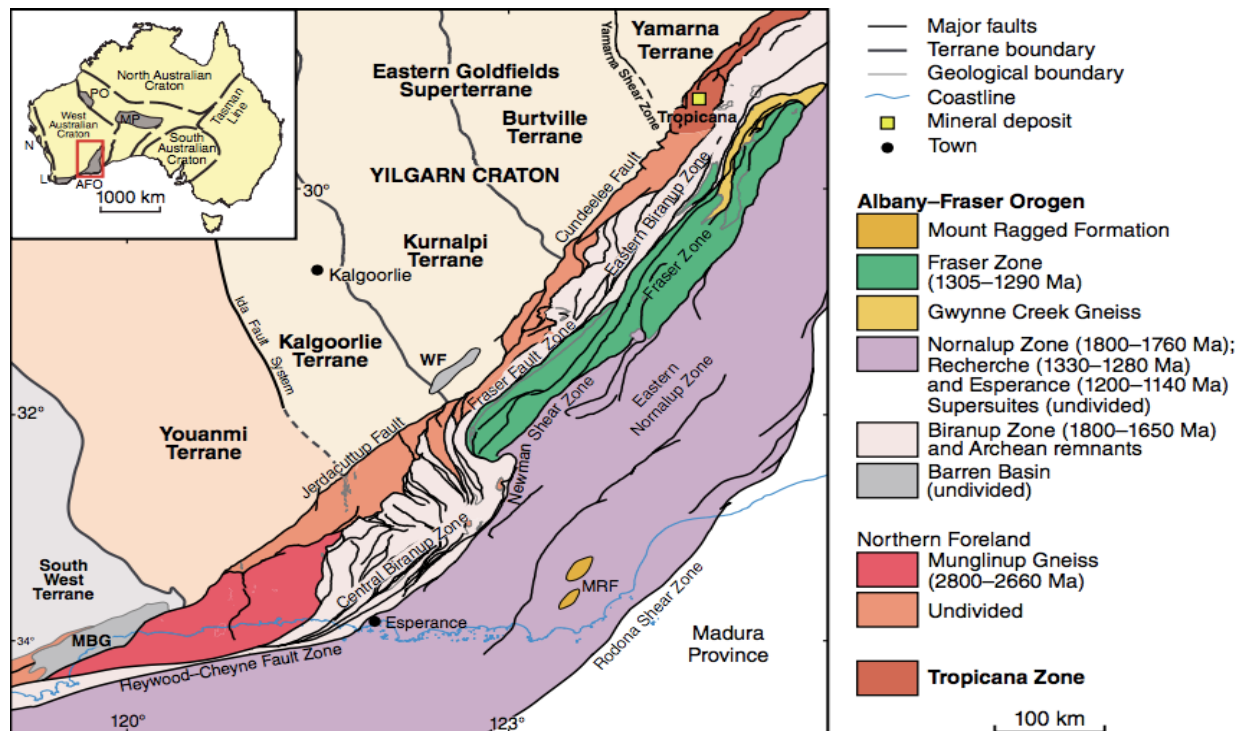 North Australian
Craton
PO
MP
West
Australian
Craton
South
Australian
Craton
Tasman
Line
N
L
AFO
1000 km
Yamarna
Terrane
Yamarna Shear Zone
Eastern Goldfields
Superterrane
Burtville
Terrane
Tropicana
YILGARN CRATON
30°
Cundeelee Fault
Eastern Biranup Zone
Kurnalpi
Terrane
Kalgoorlie
Fraser Zone
Ida Fault System
Kalgoorlie
Terrane
WF
Fraser Fault Zone
Eastern
Nornalup Zone
32°
Newman Shear Zone
Youanmi
Terrane
Jerdacuttup Fault
Central Biranup Zone
South
West
Terrane
MRF
34°
MBG
Esperance
Rodona Shear Zone
Madura
Province
Heywood–Cheyne Fault Zone
120°
123°
Major faults
Terrane boundary
Geological boundary
Coastline
Mineral deposit
Town
Albany–Fraser Orogen
Mount Ragged Formation
Fraser Zone
(1305–1290 Ma)
Gwynne Creek Gneiss
Nornalup Zone (1800–1760 Ma);
Recherche (1330–1280 Ma)
and Esperance (1200–1140 Ma)
Supersuites (undivided)
Biranup Zone (1800–1650 Ma)
and Archean remnants
Barren Basin
(undivided)
Northern Foreland
Munglinup Gneiss
(2800–2660 Ma)
Undivided
Tropicana Zone
100 km